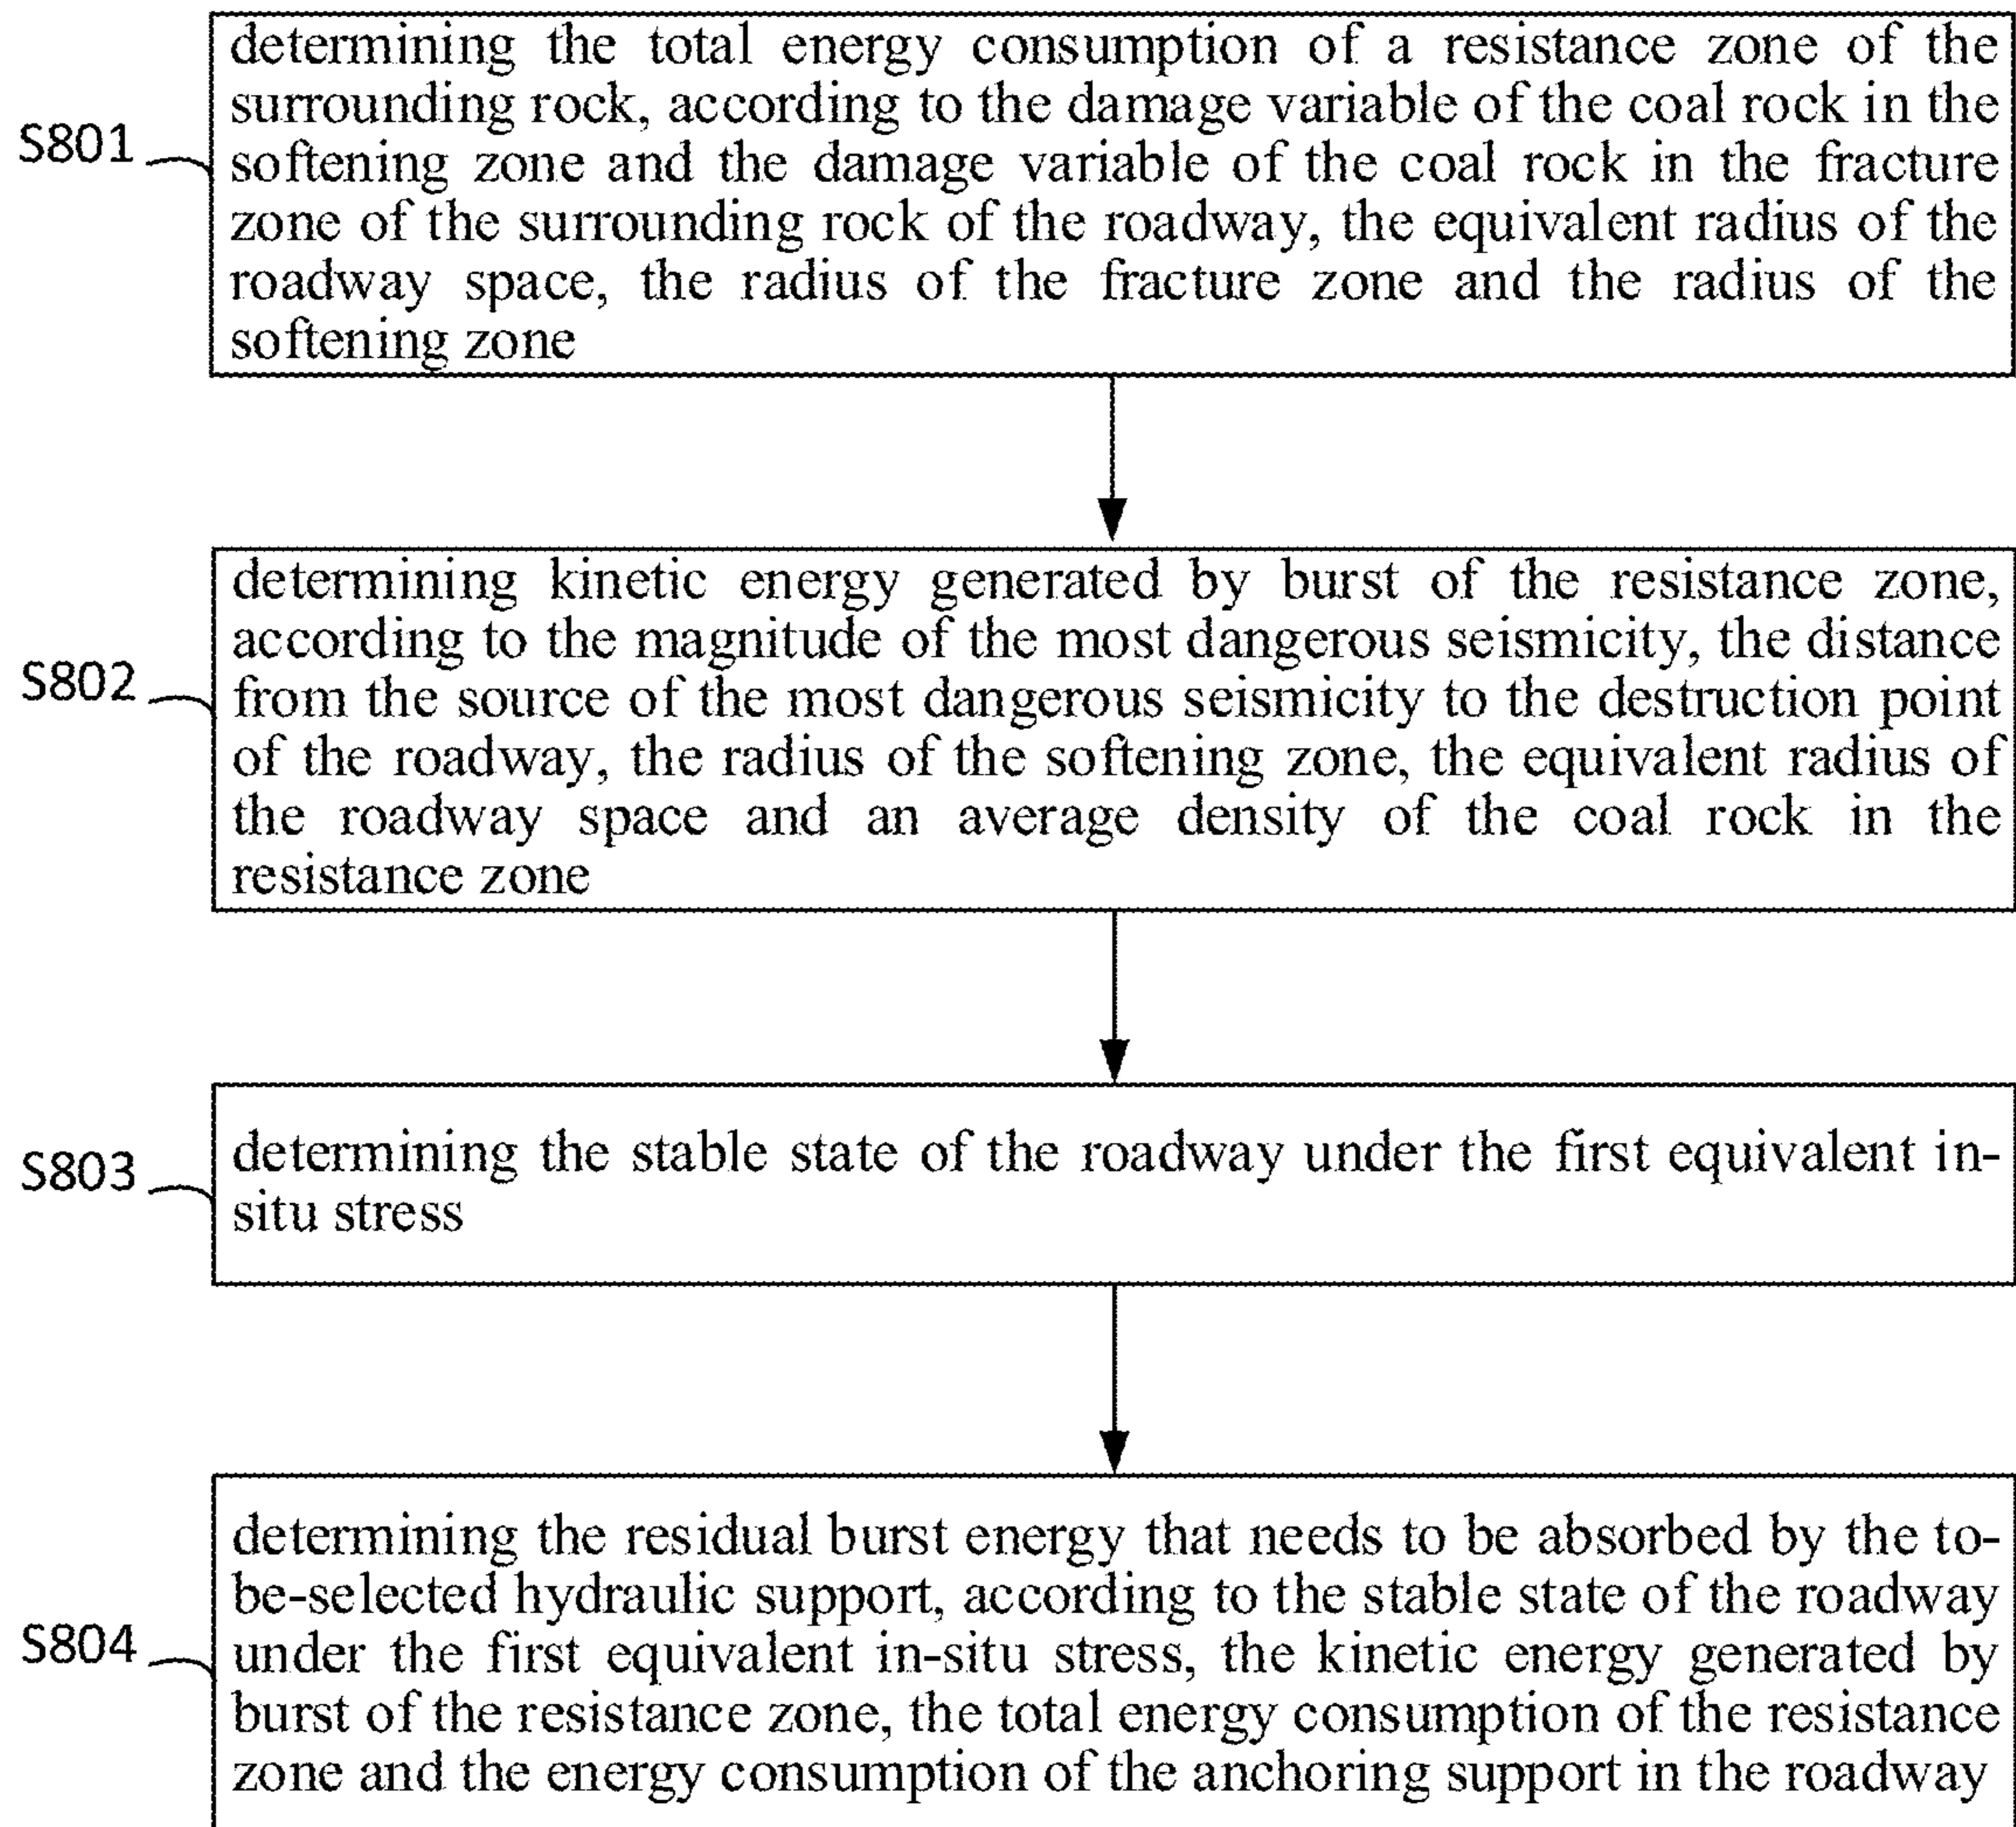 S801
determining the total energy consumption of a resistance zone of the
surrounding rock, according to the damage variable of the coal rock in the
softening zone and the damage variable of the coal rock in the fracture
zone of the surrounding rock of the roadway, the equivalent radius of the
roadway space, the radius of the fracture zone and the radius of the
softening zone
S802
determining kinetic energy generated by burst of the resistance zone,
according to the magnitude of the most dangerous seismicity, the distance
from the source of the most dangerous seismicity to the destruction point
of the roadway, the radius of the softening zone, the equivalent radius of
the roadway space and an average density of the coal rock in the
resistance zone
S803
determining the stable state of the roadway under the first equivalent in-
situ stress
S804
determining the residual burst energy that needs to be absorbed by the to-
be-selected hydraulic support, according to the stable state of the roadway
under the first equivalent in-situ stress, the kinetic energy generated by
burst of the resistance zone, the total energy consumption of the resistance
zone and the energy consumption of the anchoring support in the roadway